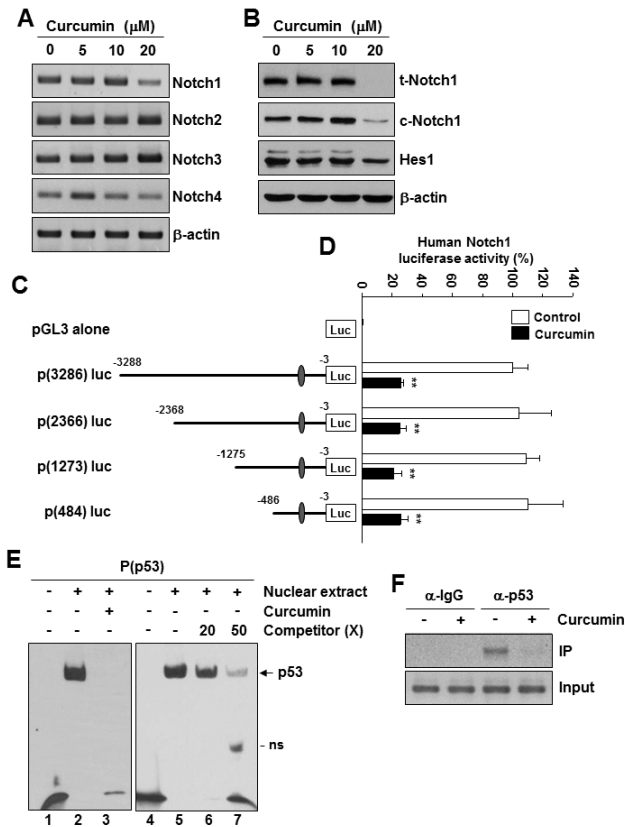 A
Curcumin (μM)
0 5 10 20
Notch1
Notch2
Notch3
Notch4
β-actin
B
Curcumin (μM)
0 5 10 20
t-Notch1
c-Notch1
Hes1
β-actin
C
pGL3 alone
Luc
p(3286) luc
-3288
-3
Luc
p(2366) luc
-2368
-3
Luc
p(1273) luc
-1275
-3
Luc
p(484) luc
-486
-3
Luc
D
Human Notch1
luciferase activity (%)
0 20 40 60 80 100 120 140
Control
Curcumin
**
**
**
**
E
P(p53)
- + + - + + + Nuclear extract
- - + Curcumin
- - 20 50 Competitor (X)
p53
- ns
1 2 3 4 5 6 7
F
α-IgG α-p53
- + - + Curcumin
IP
Input